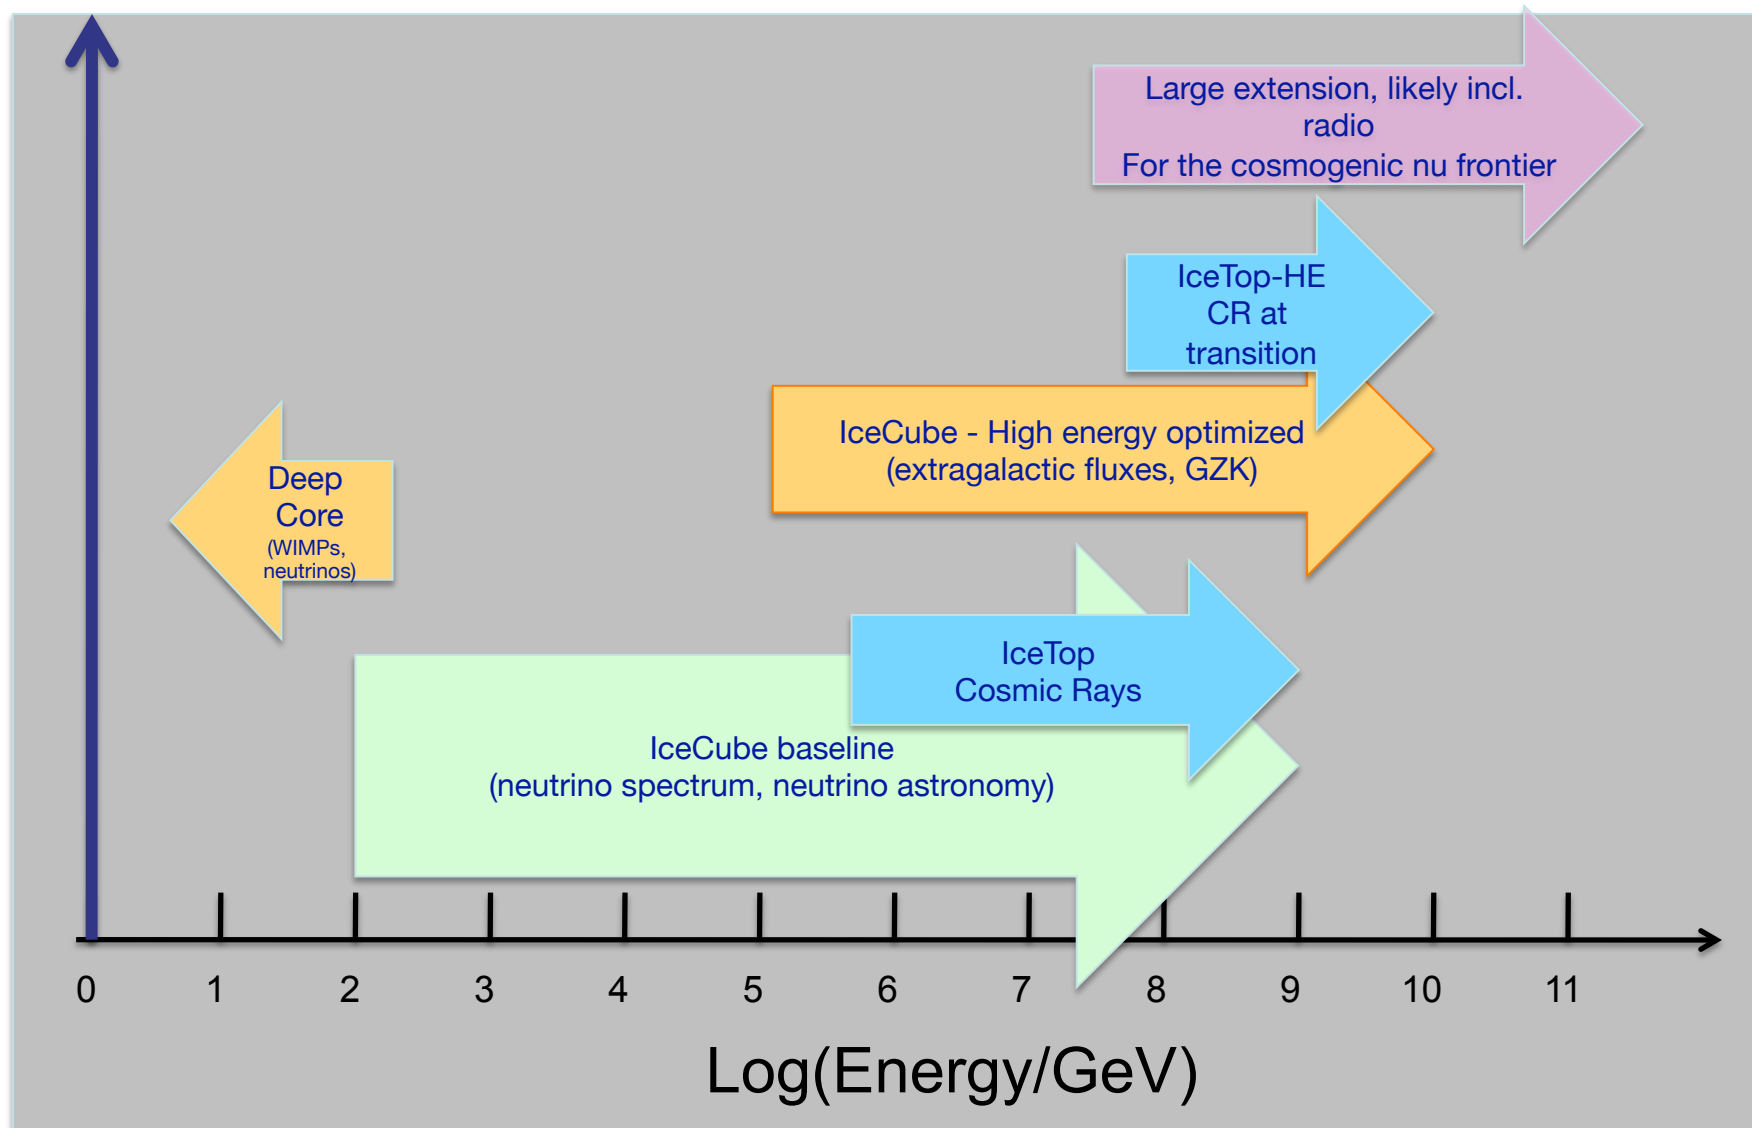 Large extension, likely incl.
radio
For the cosmogenic nu frontier
IceTop-HE
CR at
transition
IceCube - High energy optimized
(extragalactic fluxes, GZK)
Deep
Core
(WIMPs,
neutrinos)
IceTop
Cosmic Rays
IceCube baseline
(neutrino spectrum, neutrino astronomy)
0 1 2 3 4 5 6 7 8 9 10 11
Log(Energy/GeV)